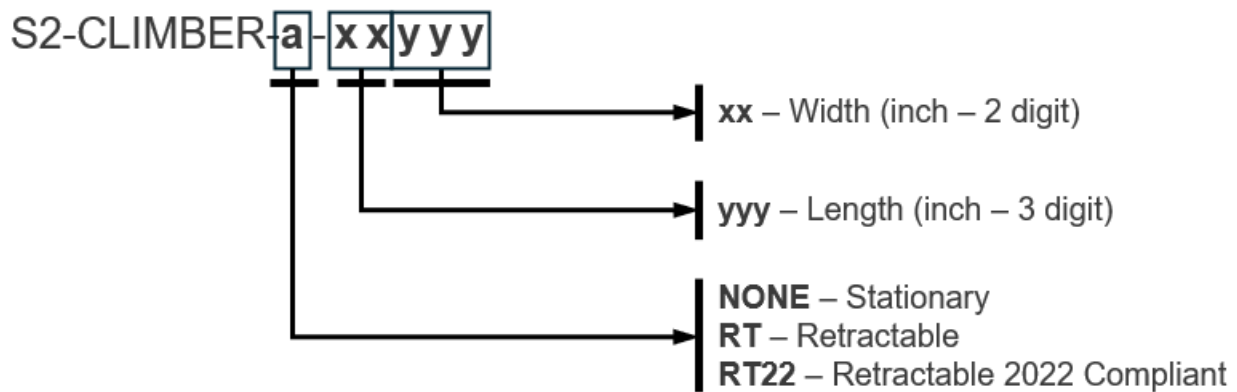 S2-CLIMBER-a-xxyyy
xx – Width (inch – 2 digit)
yyy – Length (inch – 3 digit)
NONE – Stationary
RT – Retractable
RT22 – Retractable 2022 Compliant